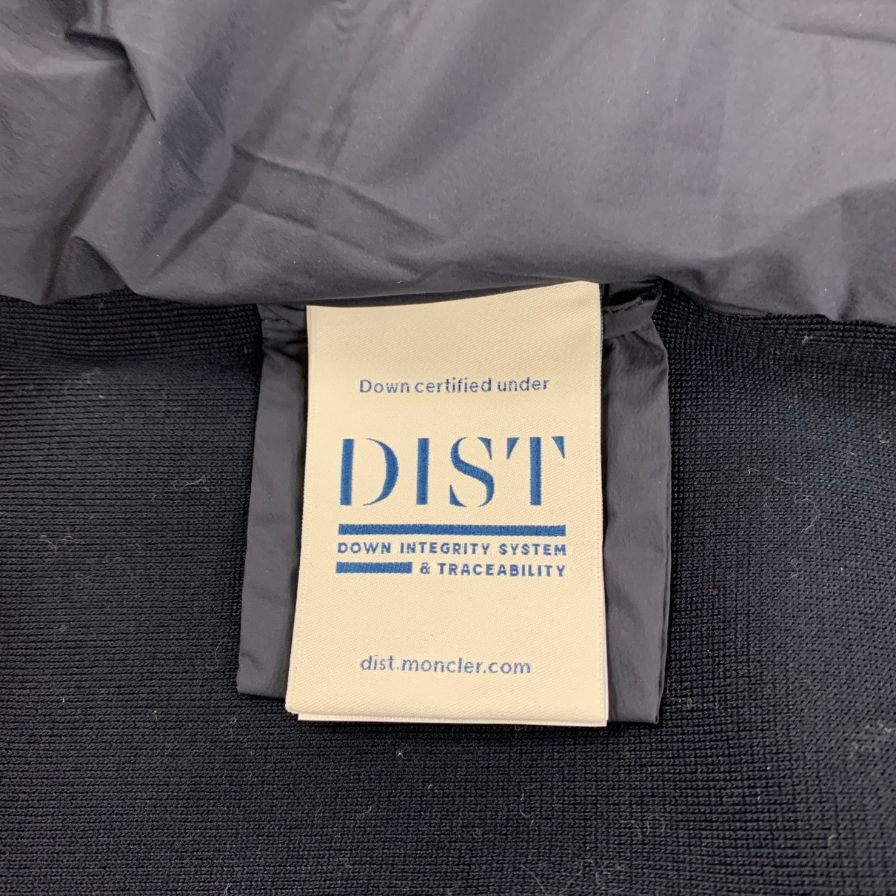 Down certified under
DIST
DOWN INTEGRITY SYSTEM
& TRACEABILITY
dist.moncler.com